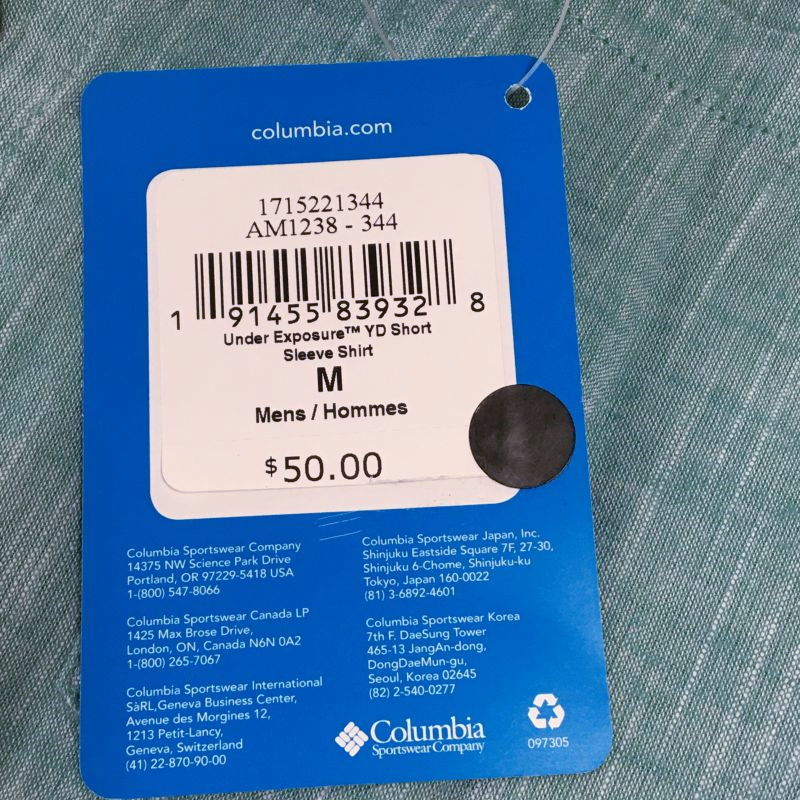 columbia.com
1715221344
AM1238 - 344
1 91455 83932 8
Under Exposure™ YD Short
Sleeve Shirt
M
Mens / Hommes
$50.00
Columbia Sportswear Company
14375 NW Science Park Drive
Portland, OR 97229-5418 USA
1-(800) 547-8066
Columbia Sportswear Canada LP
1425 Max Brose Drive,
London, ON, Canada N6N 0A2
1-(800) 265-7067
Columbia Sportswear International
SàRL,Geneva Business Center,
Avenue des Morgines 12,
1213 Petit-Lancy,
Geneva, Switzerland
(41) 22-870-90-00
Columbia Sportswear Japan, Inc.
Shinjuku Eastside Square 7F, 27-30,
Shinjuku 6-Chome, Shinjuku-ku
Tokyo, Japan 160-0022
(81) 3-6892-4601
Columbia Sportswear Korea
7th F. DaeSung Tower
465-13 JangAn-dong,
DongDaeMun-gu,
Seoul, Korea 02645
(82) 2-540-0277
Columbia
Sportswear Company
097305